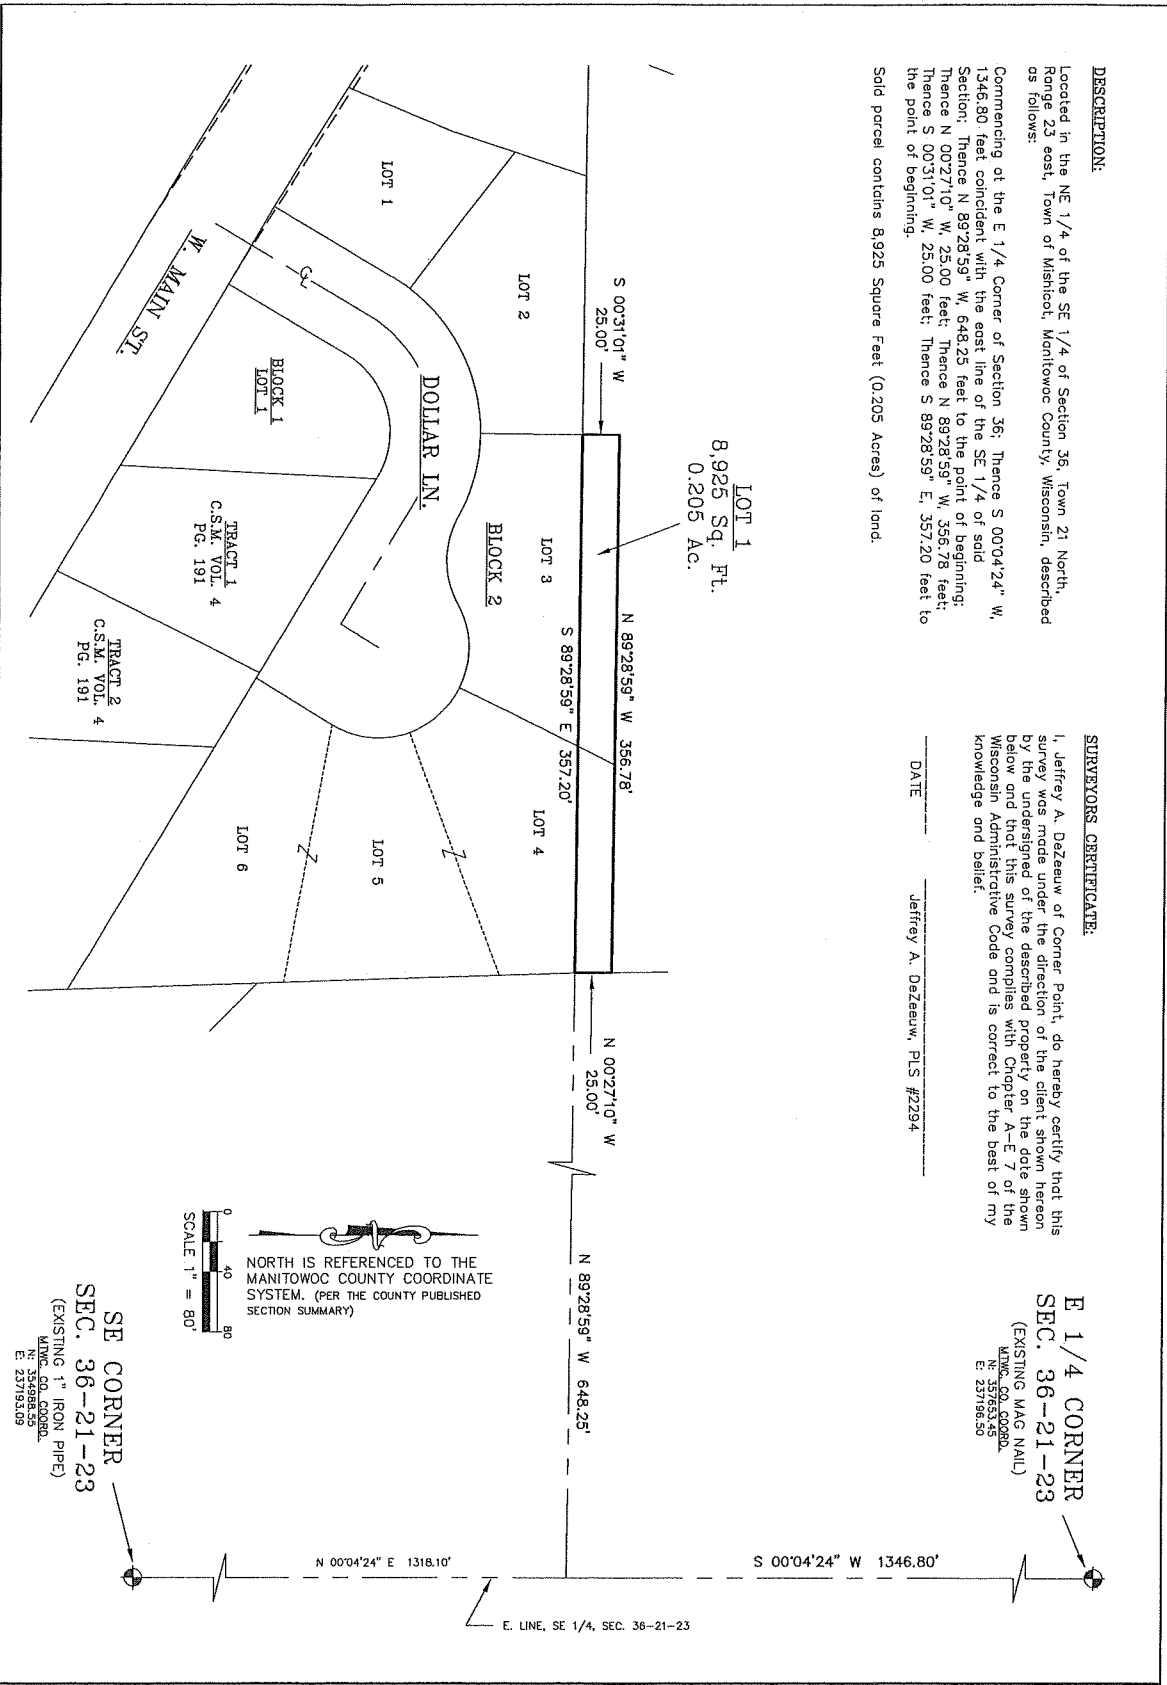 DESCRIPTION:
Located in the NE 1/4 of the SE 1/4 of Section 36, Town 21 North,
Range 23 east, Town of Mishicot, Manitowoc County, Wisconsin, described
as follows:
Commencing at the E 1/4 Corner of Section 36; Thence S 00°04'24" W,
1346.80 feet coincident with the east line of the SE 1/4 of said
Section; Thence N 89°28'59" W, 648.25 feet to the point of beginning;
Thence N 00°27'10" W, 25.00 feet; Thence N 89°28'59" W, 356.78 feet;
Thence S 00°31'01" W, 25.00 feet; Thence S 89°28'59" E, 357.20 feet to
the point of beginning.
Said parcel contains 8,925 Square Feet (0.205 Acres) of land.
SURVEYORS CERTIFICATE:
I, Jeffrey A. DeZeeuw of Corner Point, do hereby certify that this
survey was made under the direction of the client shown hereon
by the undersigned of the described property on the date shown
below and that this survey complies with Chapter A-E 7 of the
Wisconsin Administrative Code and is correct to the best of my
knowledge and belief.
DATE
Jeffrey A. DeZeeuw, PLS #2294
E 1/4 CORNER
SEC. 36-21-23
(EXISTING MAG NAIL)
MTWC. CO. COORD.
N: 357653.45
E: 237196.50
LOT 1
8,925 Sq. Ft.
0.205 Ac.
S 00°31'01" W
25.00'
N 89°28'59" W 356.78'
S 89°28'59" E 357.20'
N 00°27'10" W
25.00'
N 89°28'59" W 648.25'
S 00°04'24" W 1346.80'
N 00°04'24" E 1318.10'
E. LINE, SE 1/4, SEC. 36-21-23
LOT 1
LOT 2
LOT 3
BLOCK 2
LOT 4
LOT 5
LOT 6
DOLLAR LN.
CL
W. MAIN ST.
BLOCK 1
LOT 1
TRACT 1
C.S.M. VOL. 4
PG. 191
TRACT 2
C.S.M. VOL. 4
PG. 191
NORTH IS REFERENCED TO THE
MANITOWOC COUNTY COORDINATE
SYSTEM. (PER THE COUNTY PUBLISHED
SECTION SUMMARY)
0 40 80
SCALE 1" = 80'
SE CORNER
SEC. 36-21-23
(EXISTING 1" IRON PIPE)
MTWC. CO. COORD.
N: 354988.55
E: 237193.09